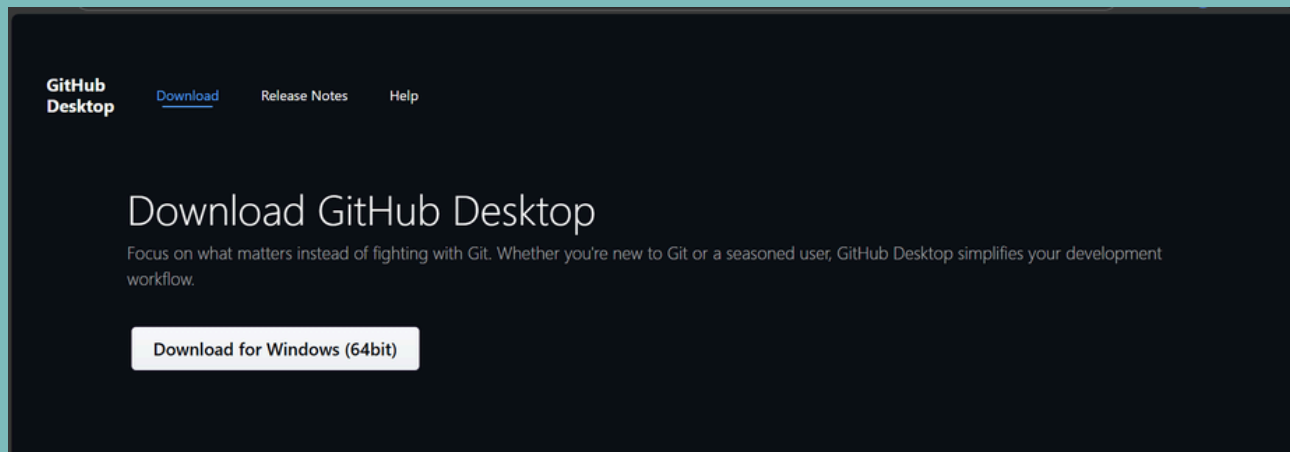 GitHub
Desktop
Download
Release Notes
Help
Download GitHub Desktop
Focus on what matters instead of fighting with Git. Whether you're new to Git or a seasoned user, GitHub Desktop simplifies your development
workflow.
Download for Windows (64bit)